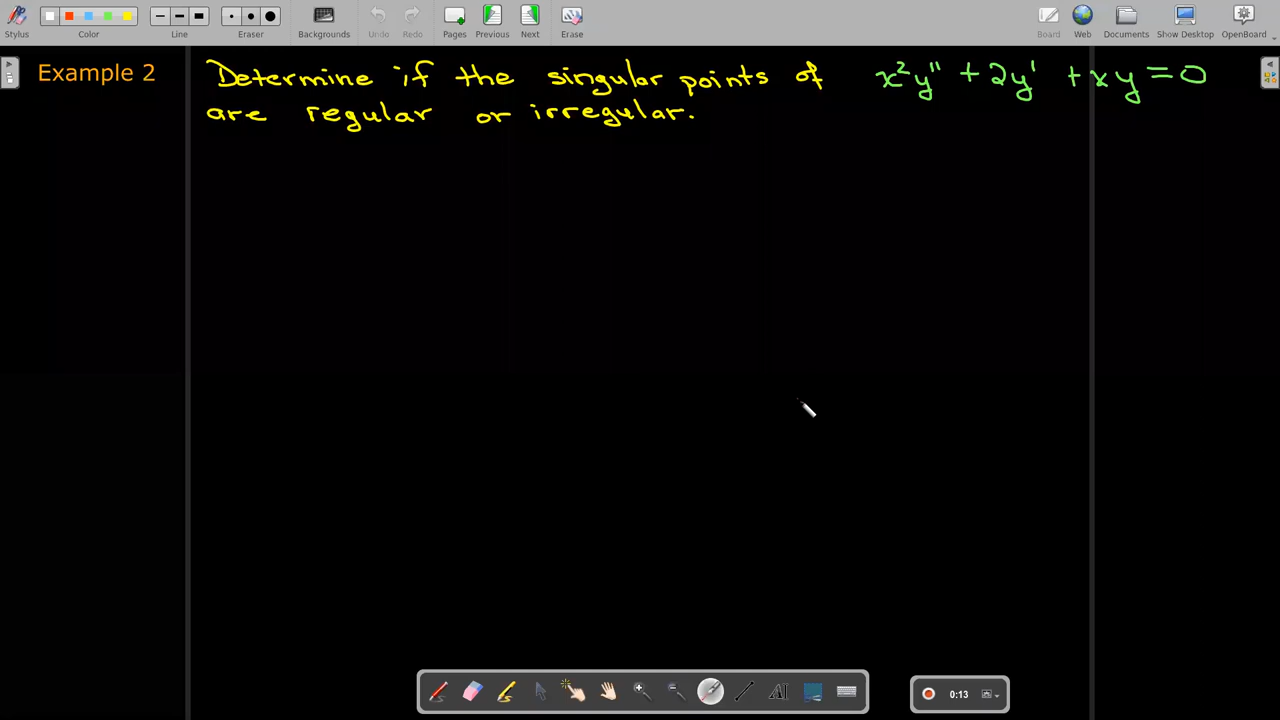 Stylus
Color
Line
Eraser
Backgrounds
Undo
Redo
Pages
Previous
Next
Erase
Board
Web
Documents
Show Desktop
OpenBoard
Example 2
Determine if the singular points of x²y'' + 2y' + xy = 0
are regular or irregular.
AI
0:13